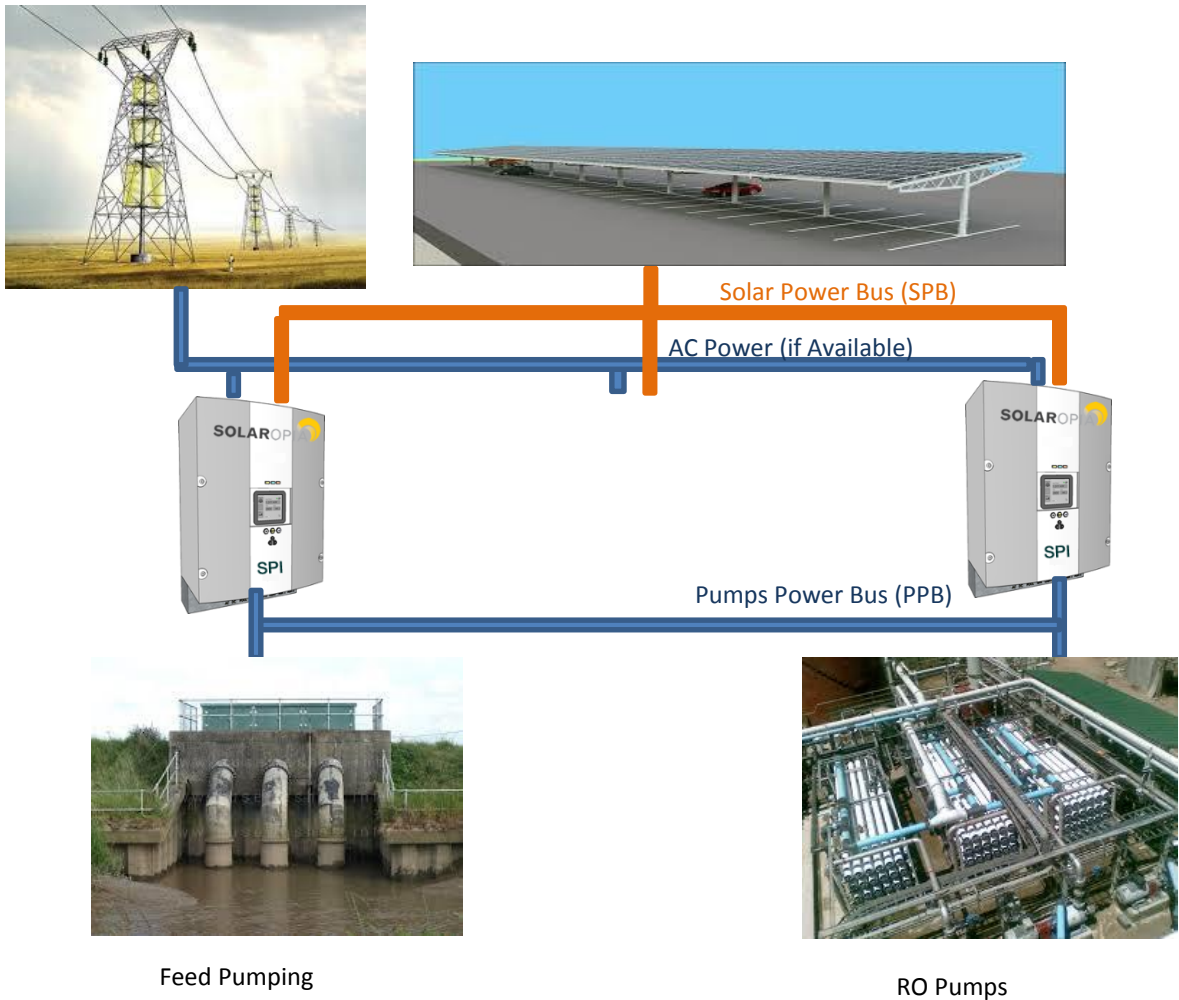 Solar Power Bus (SPB)
AC Power (if Available)
SOLAROPIA
SOLAROPIA
SPI
SPI
Pumps Power Bus (PPB)
Feed Pumping
RO Pumps